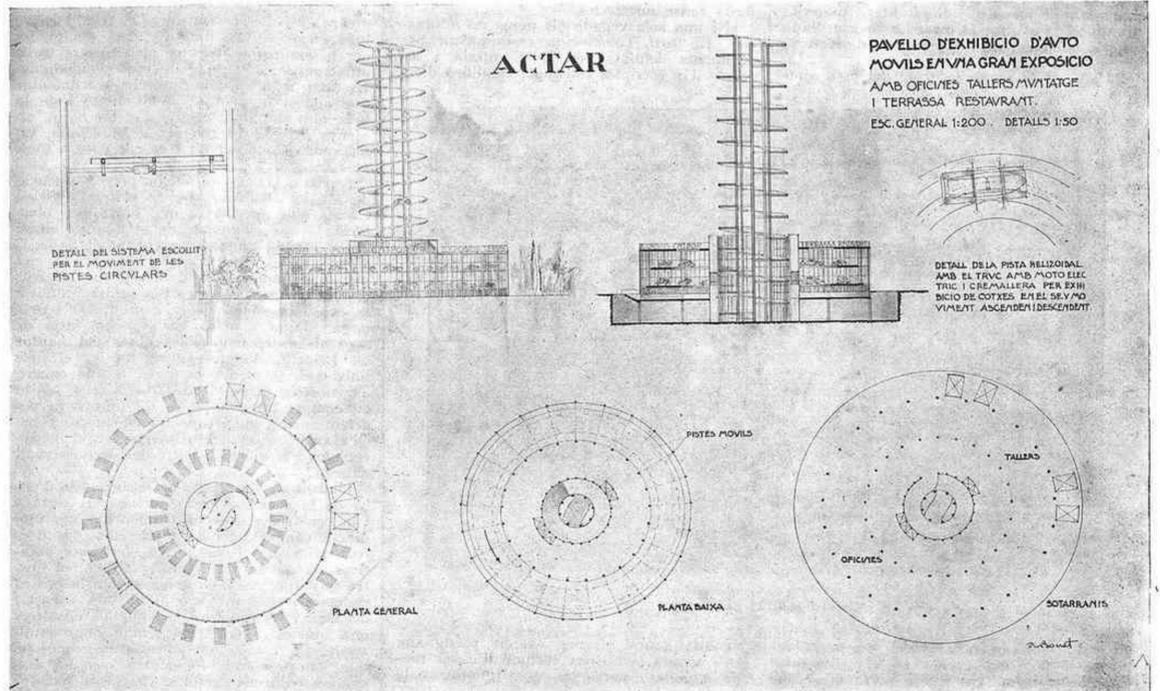 ACTAR
PAVELLO D'EXHIBICIO D'AVTO
MOVILS EN VNA GRAN EXPOSICIO
AMB OFICINES TALLERS MVNTATGE
I TERRASSA RESTAVRANT.
ESC. GENERAL 1:200. DETALLS 1:50
DETALL DEL SISTEMA ESCOLLIT
PER EL MOVIMENT DE LES
PISTES CIRCVLARS
DETALL DE LA PISTA HELIZOIDAL
AMB EL TRVC AMB MOTO ELEC
TRIC I CREMALLERA PER EXHI
BICIO DE COTXES EN EL SEV MO
VIMENT ASCENDENT I DESCENDENT.
PISTES MOVILS
TALLERS
OFICINES
PLANTA GENERAL
PLANTA BAIXA
SOTERRANIS
Bonet